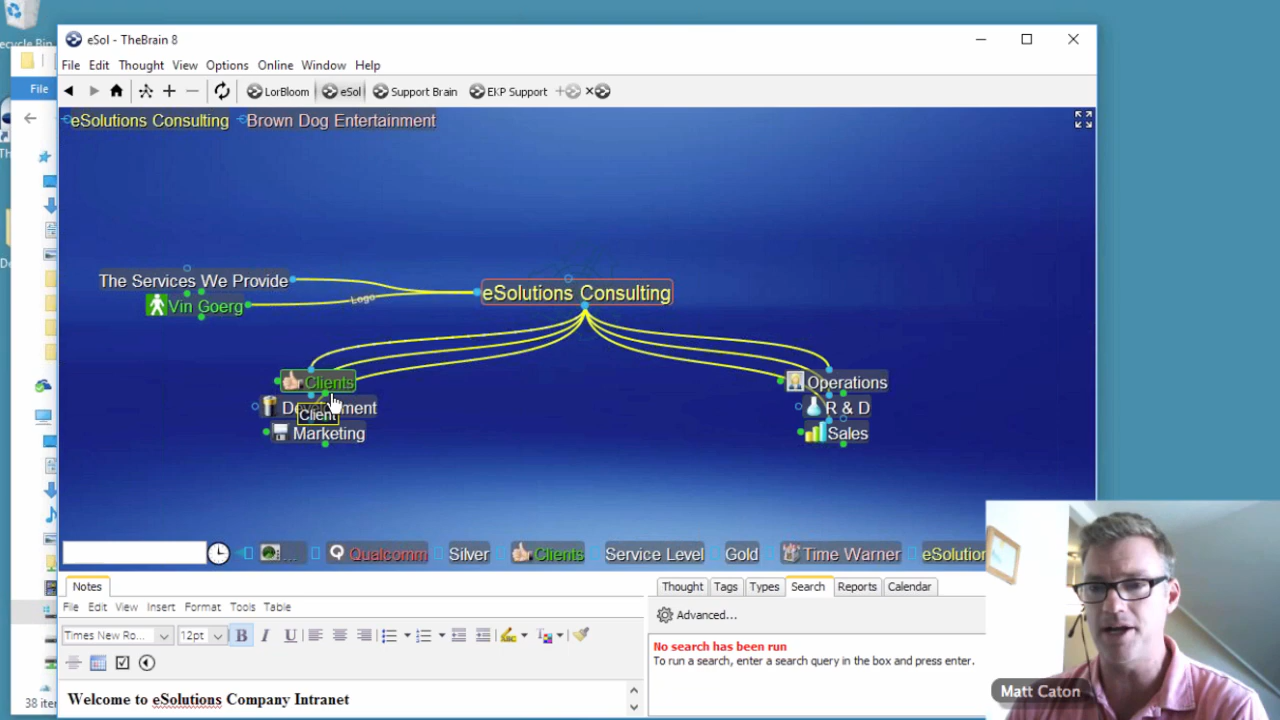 ecycle Bin
eSol - TheBrain 8
File Edit Thought View Options Online Window Help
File
LorBloom eSol Support Brain EKP Support
eSolutions Consulting Brown Dog Entertainment
The Services We Provide
Vin Goerg
Logo
eSolutions Consulting
Clients
Client
Marketing
Operations
R & D
Sales
... Qualcomm Silver Clients Service Level Gold Time Warner eSolution
Notes
File Edit View Insert Format Tools Table
Times New Ro... 12pt B I U
Welcome to eSolutions Company Intranet
Thought Tags Types Search Reports Calendar
Advanced...
No search has been run
To run a search, enter a search query in the box and press enter.
38 iter
Matt Caton